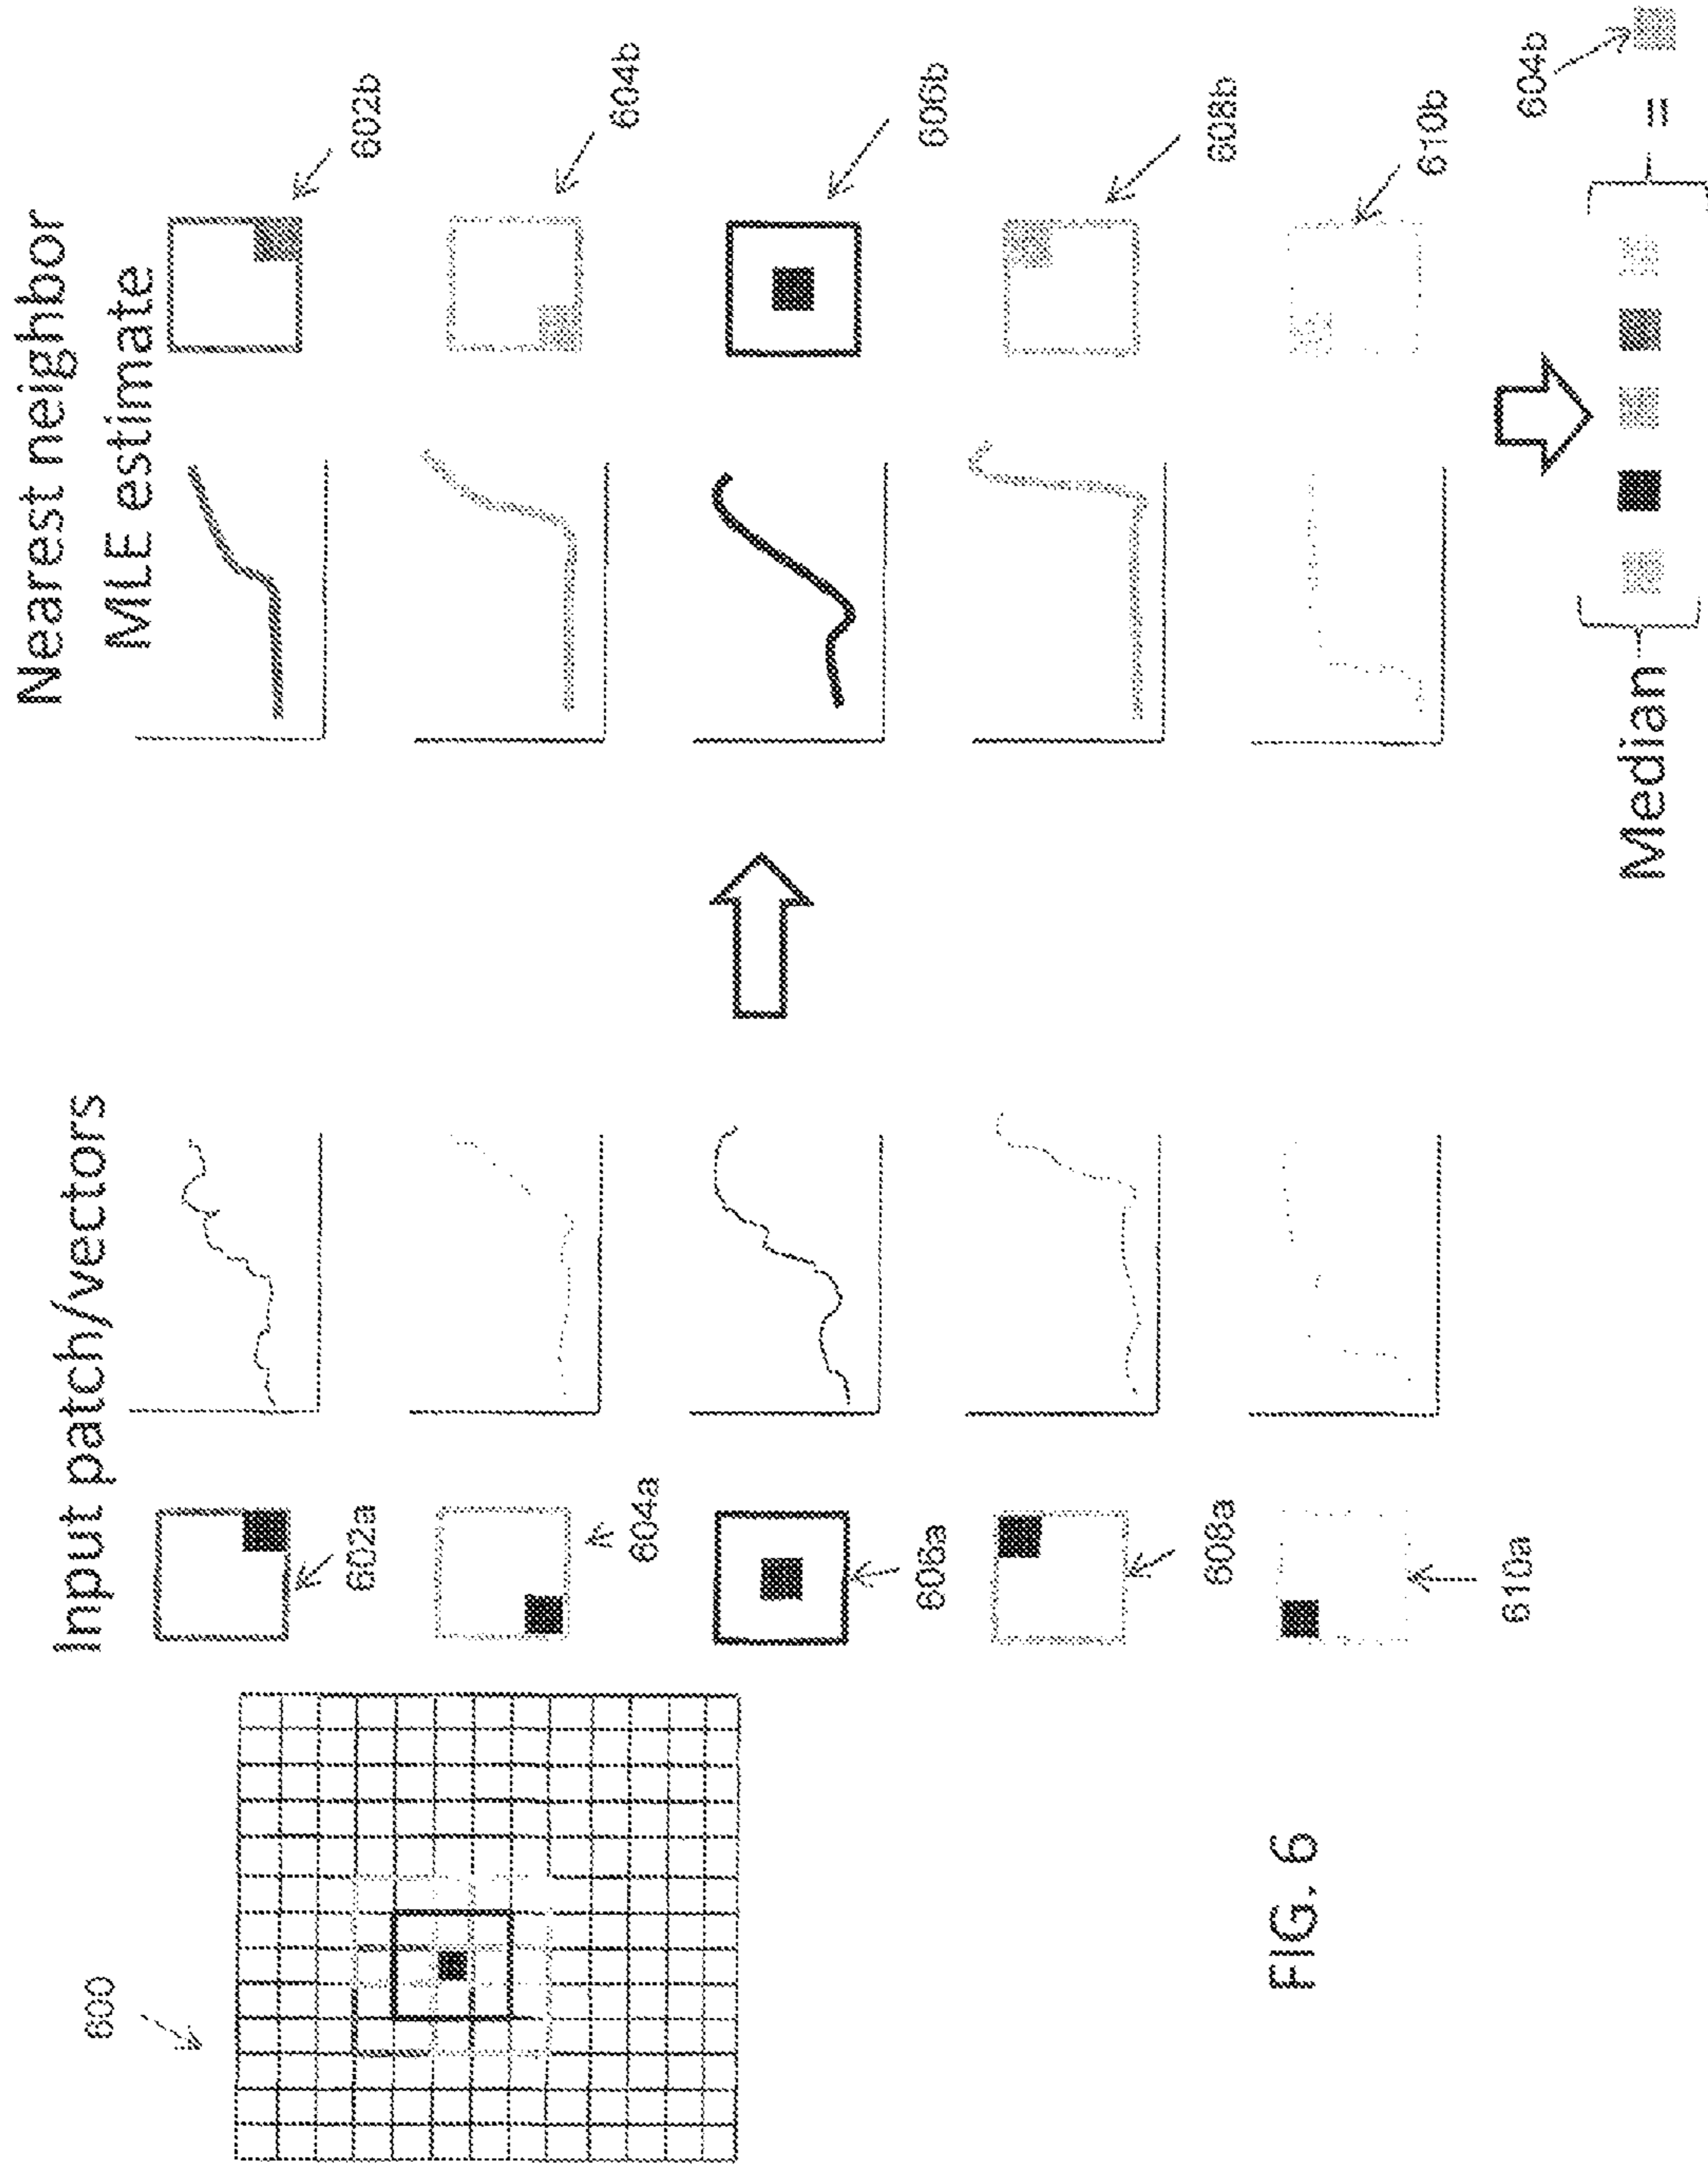 600
Input patch/vectors
602a
604a
606a
608a
610a
Nearest neighbor
MLE estimate
602b
604b
606b
608b
610b
Median
=
604b
FIG. 6